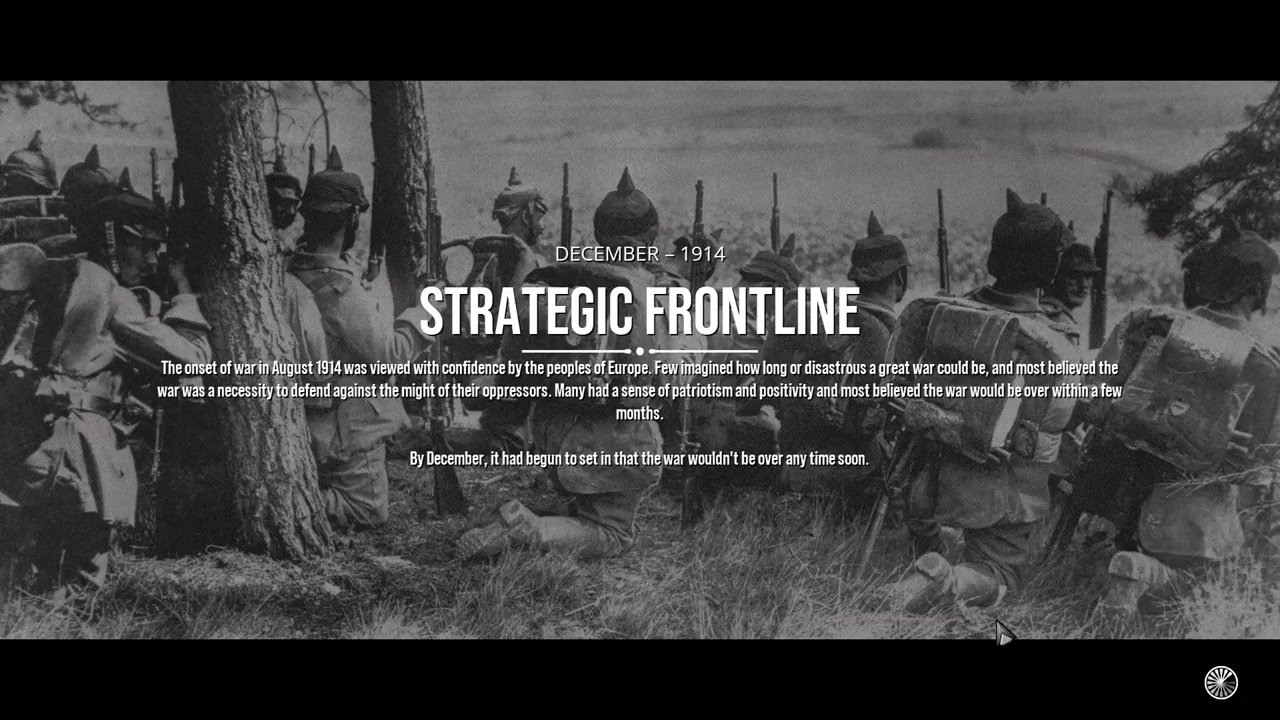 DECEMBER – 1914
STRATEGIC FRONTLINE
The onset of war in August 1914 was viewed with confidence by the peoples of Europe. Few imagined how long or disastrous a great war could be, and most believed the
war was a necessity to defend against the might of their oppressors. Many had a sense of patriotism and positivity and most believed the war would be over within a few
months.
By December, it had begun to set in that the war wouldn't be over any time soon.